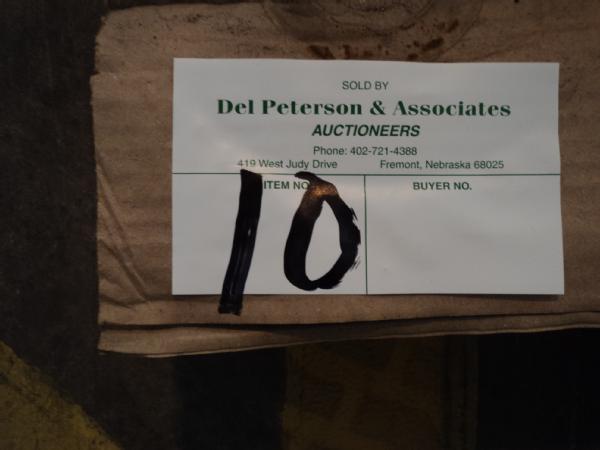 SOLD BY
Del Peterson & Associates
AUCTIONEERS
Phone: 402-721-4388
419 West Judy Drive Fremont, Nebraska 68025
ITEM NO. BUYER NO.
10